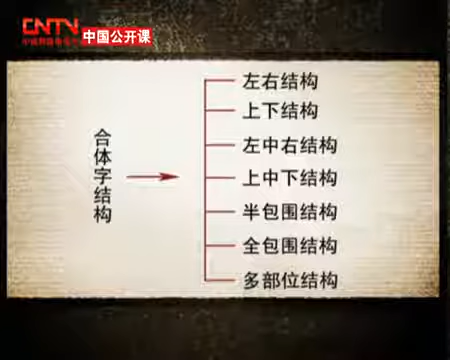 CNTV
中国公开课
合体字结构
左右结构
上下结构
左中右结构
上中下结构
半包围结构
全包围结构
多部位结构